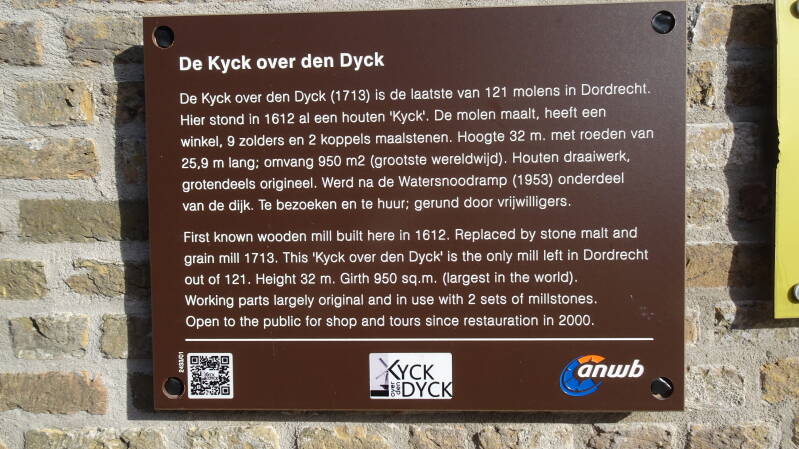 De Kyck over den Dyck
De Kyck over den Dyck (1713) is de laatste van 121 molens in Dordrecht.
Hier stond in 1612 al een houten 'Kyck'. De molen maalt, heeft een
winkel, 9 zolders en 2 koppels maalstenen. Hoogte 32 m. met roeden van
25,9 m lang; omvang 950 m2 (grootste wereldwijd). Houten draaiwerk,
grotendeels origineel. Werd na de Watersnoodramp (1953) onderdeel
van de dijk. Te bezoeken en te huur; gerund door vrijwilligers.
First known wooden mill built here in 1612. Replaced by stone malt and
grain mill 1713. This 'Kyck over den Dyck' is the only mill left in Dordrecht
out of 121. Height 32 m. Girth 950 sq.m. (largest in the world).
Working parts largely original and in use with 2 sets of millstones.
Open to the public for shop and tours since restauration in 2000.
KYCK
over den
DYCK
anwb